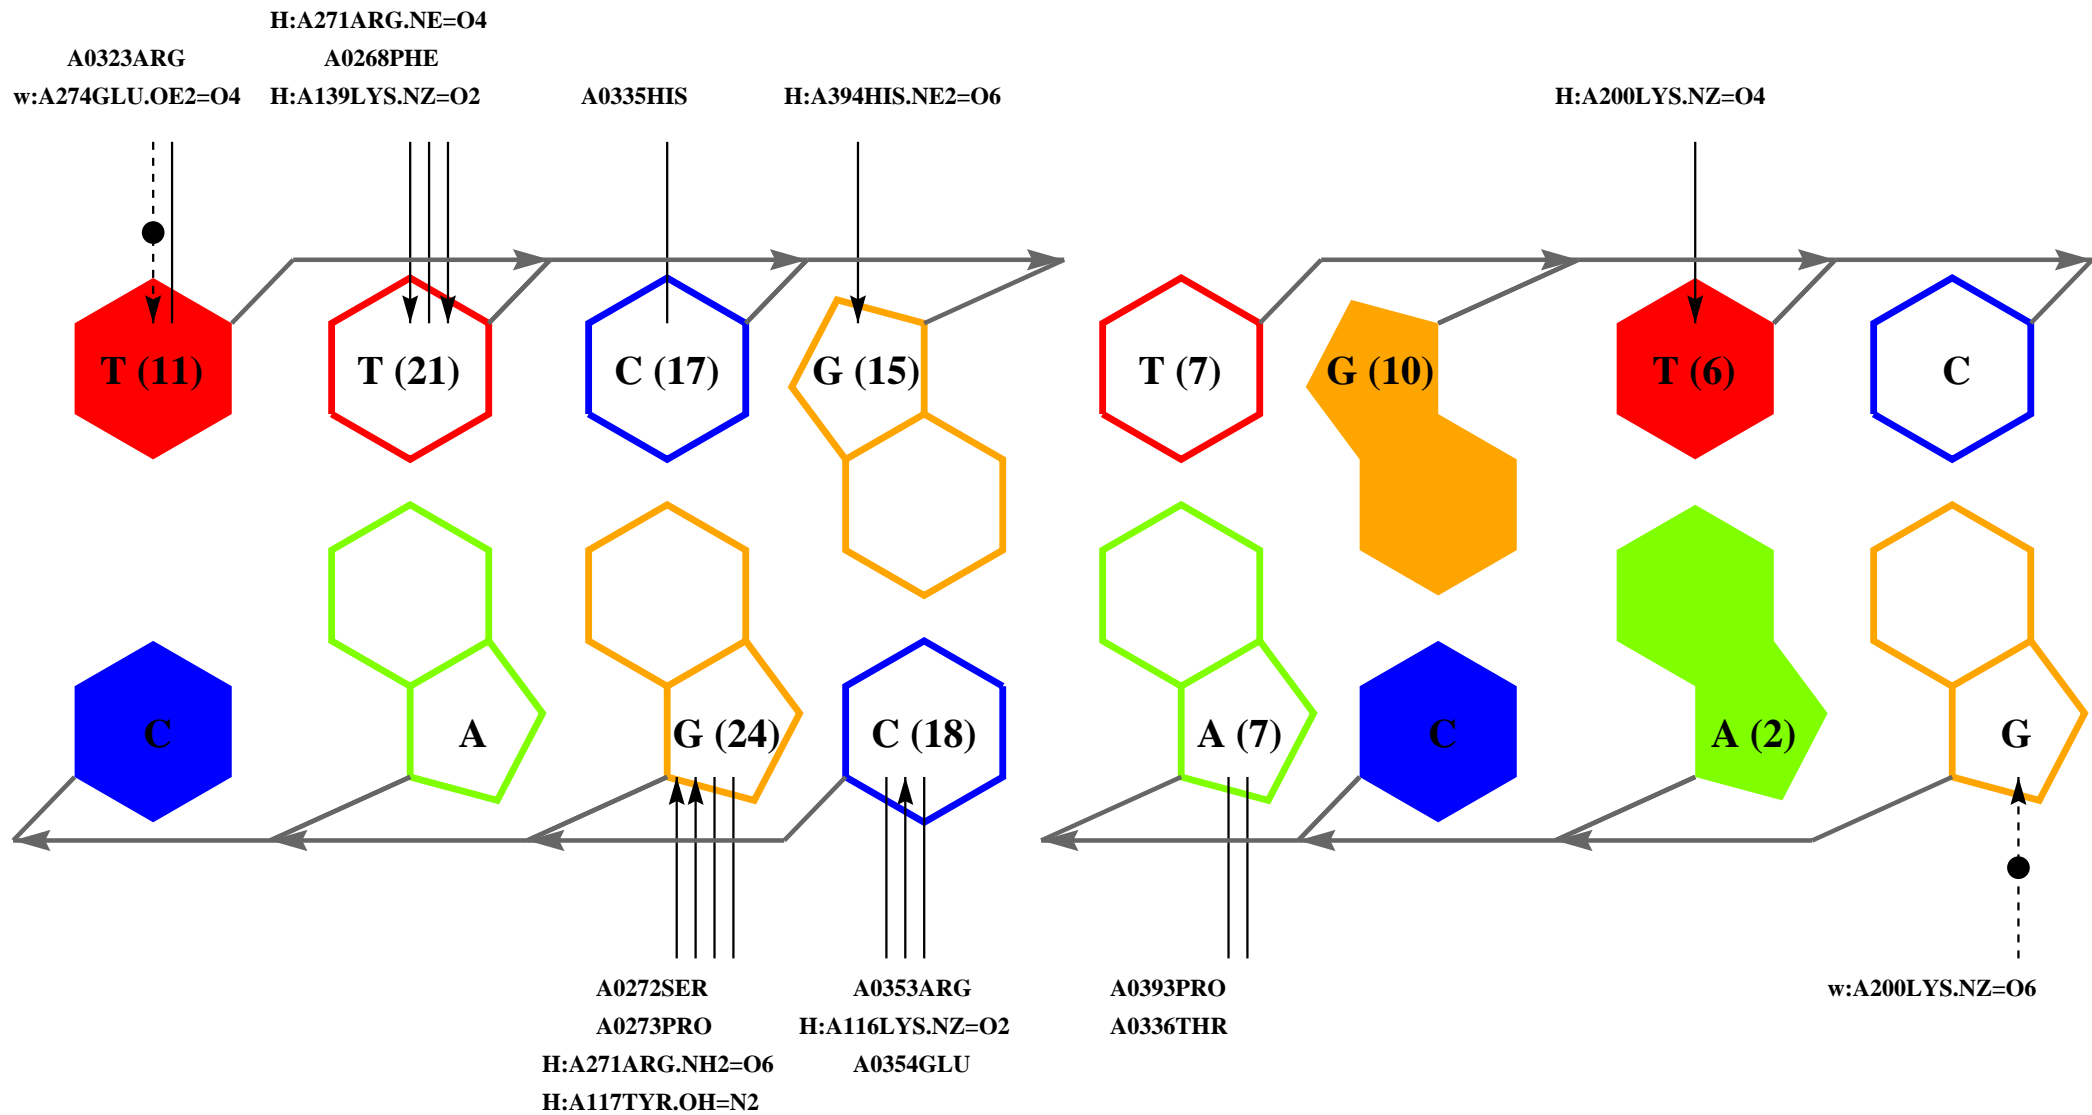 H:A271ARG.NE=O4
A0323ARG
A0268PHE
w:A274GLU.OE2=O4
H:A139LYS.NZ=O2
A0335HIS
H:A394HIS.NE2=O6
H:A200LYS.NZ=O4
T (11)
T (21)
C (17)
G (15)
T (7)
G (10)
T (6)
C
C
A
G (24)
C (18)
A (7)
C
A (2)
G
A0272SER
A0273PRO
H:A271ARG.NH2=O6
H:A117TYR.OH=N2
A0353ARG
H:A116LYS.NZ=O2
A0354GLU
A0393PRO
A0336THR
w:A200LYS.NZ=O6